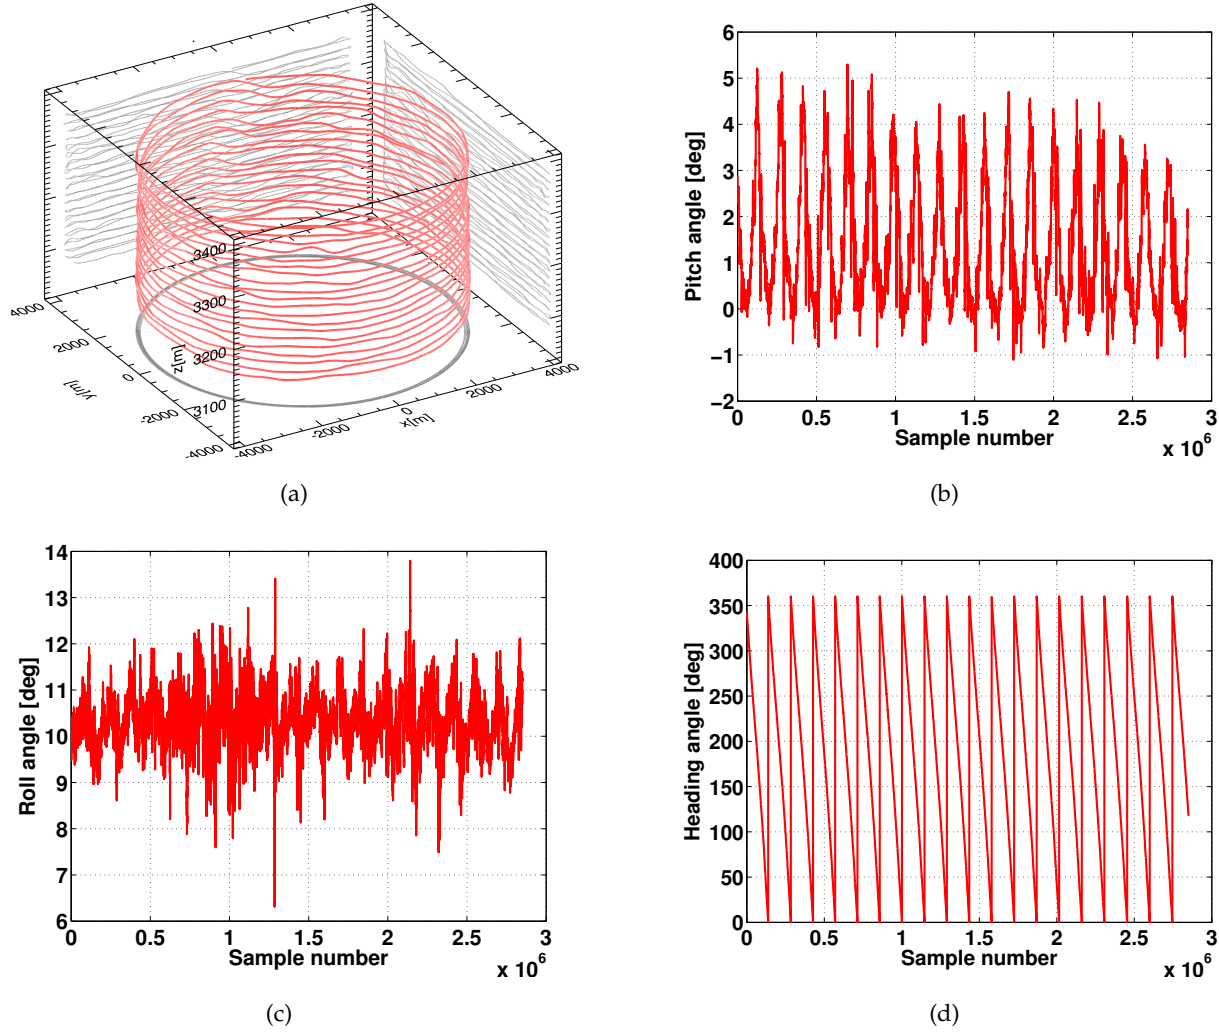 3400
3300
3200
3100
z[m]
4000
2000
0
-2000
-4000
y[m]
-4000
-2000
0
2000
4000
x[m]
(a)
6
5
4
3
2
1
0
−1
−2
Pitch angle [deg]
0 0.5 1 1.5 2 2.5 3
Sample number
x 10^6
(b)
14
13
12
11
10
9
8
7
6
Roll angle [deg]
0 0.5 1 1.5 2 2.5 3
Sample number
x 10^6
(c)
400
350
300
250
200
150
100
50
0
Heading angle [deg]
0 0.5 1 1.5 2 2.5 3
Sample number
x 10^6
(d)